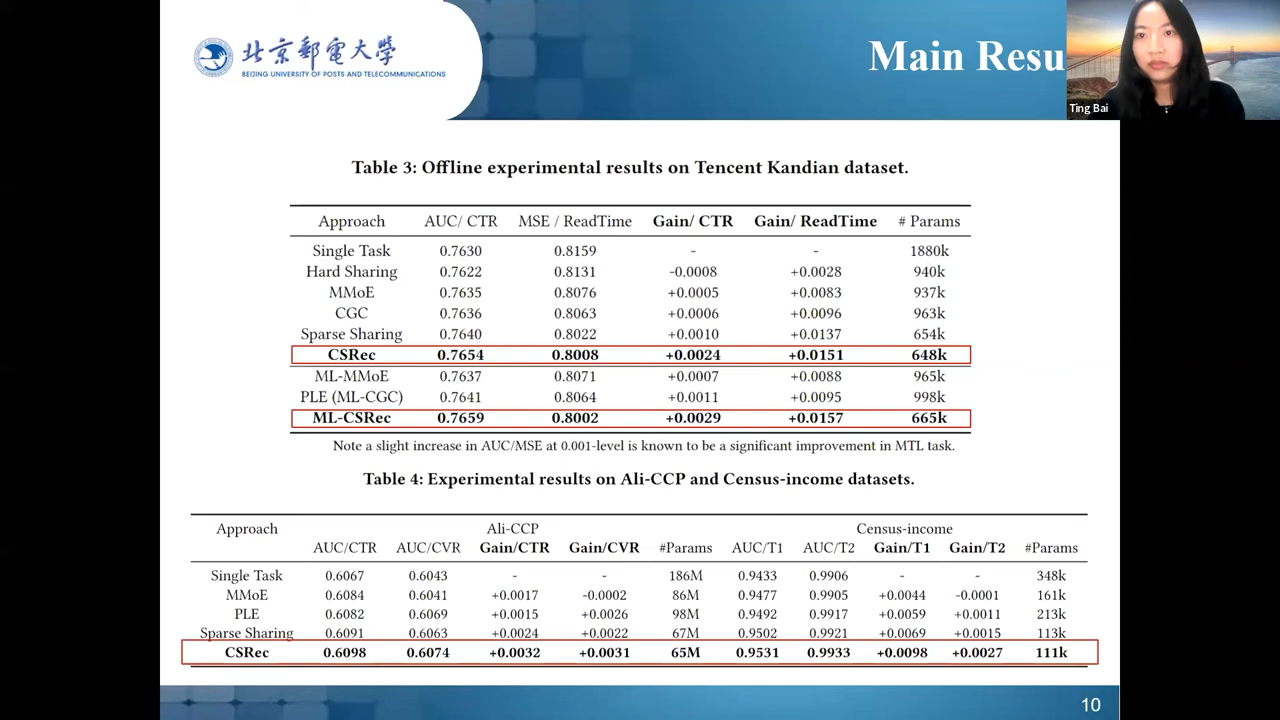 北京郵電大學
BEIJING UNIVERSITY OF POSTS AND TELECOMMUNICATIONS
Main Resu
Ting Bai
Table 3: Offline experimental results on Tencent Kandian dataset.
Approach AUC/ CTR MSE / ReadTime Gain/ CTR Gain/ ReadTime # Params
Single Task 0.7630 0.8159 - - 1880k
Hard Sharing 0.7622 0.8131 -0.0008 +0.0028 940k
MMoE 0.7635 0.8076 +0.0005 +0.0083 937k
CGC 0.7636 0.8063 +0.0006 +0.0096 963k
Sparse Sharing 0.7640 0.8022 +0.0010 +0.0137 654k
CSRec 0.7654 0.8008 +0.0024 +0.0151 648k
ML-MMoE 0.7637 0.8071 +0.0007 +0.0088 965k
PLE (ML-CGC) 0.7641 0.8064 +0.0011 +0.0095 998k
ML-CSRec 0.7659 0.8002 +0.0029 +0.0157 665k
Note a slight increase in AUC/MSE at 0.001-level is known to be a significant improvement in MTL task.
Table 4: Experimental results on Ali-CCP and Census-income datasets.
Approach Ali-CCP Census-income
AUC/CTR AUC/CVR Gain/CTR Gain/CVR #Params AUC/T1 AUC/T2 Gain/T1 Gain/T2 #Params
Single Task 0.6067 0.6043 - - 186M 0.9433 0.9906 - - 348k
MMoE 0.6084 0.6041 +0.0017 -0.0002 86M 0.9477 0.9905 +0.0044 -0.0001 161k
PLE 0.6082 0.6069 +0.0015 +0.0026 98M 0.9492 0.9917 +0.0059 +0.0011 213k
Sparse Sharing 0.6091 0.6063 +0.0024 +0.0022 67M 0.9502 0.9921 +0.0069 +0.0015 113k
CSRec 0.6098 0.6074 +0.0032 +0.0031 65M 0.9531 0.9933 +0.0098 +0.0027 111k
10